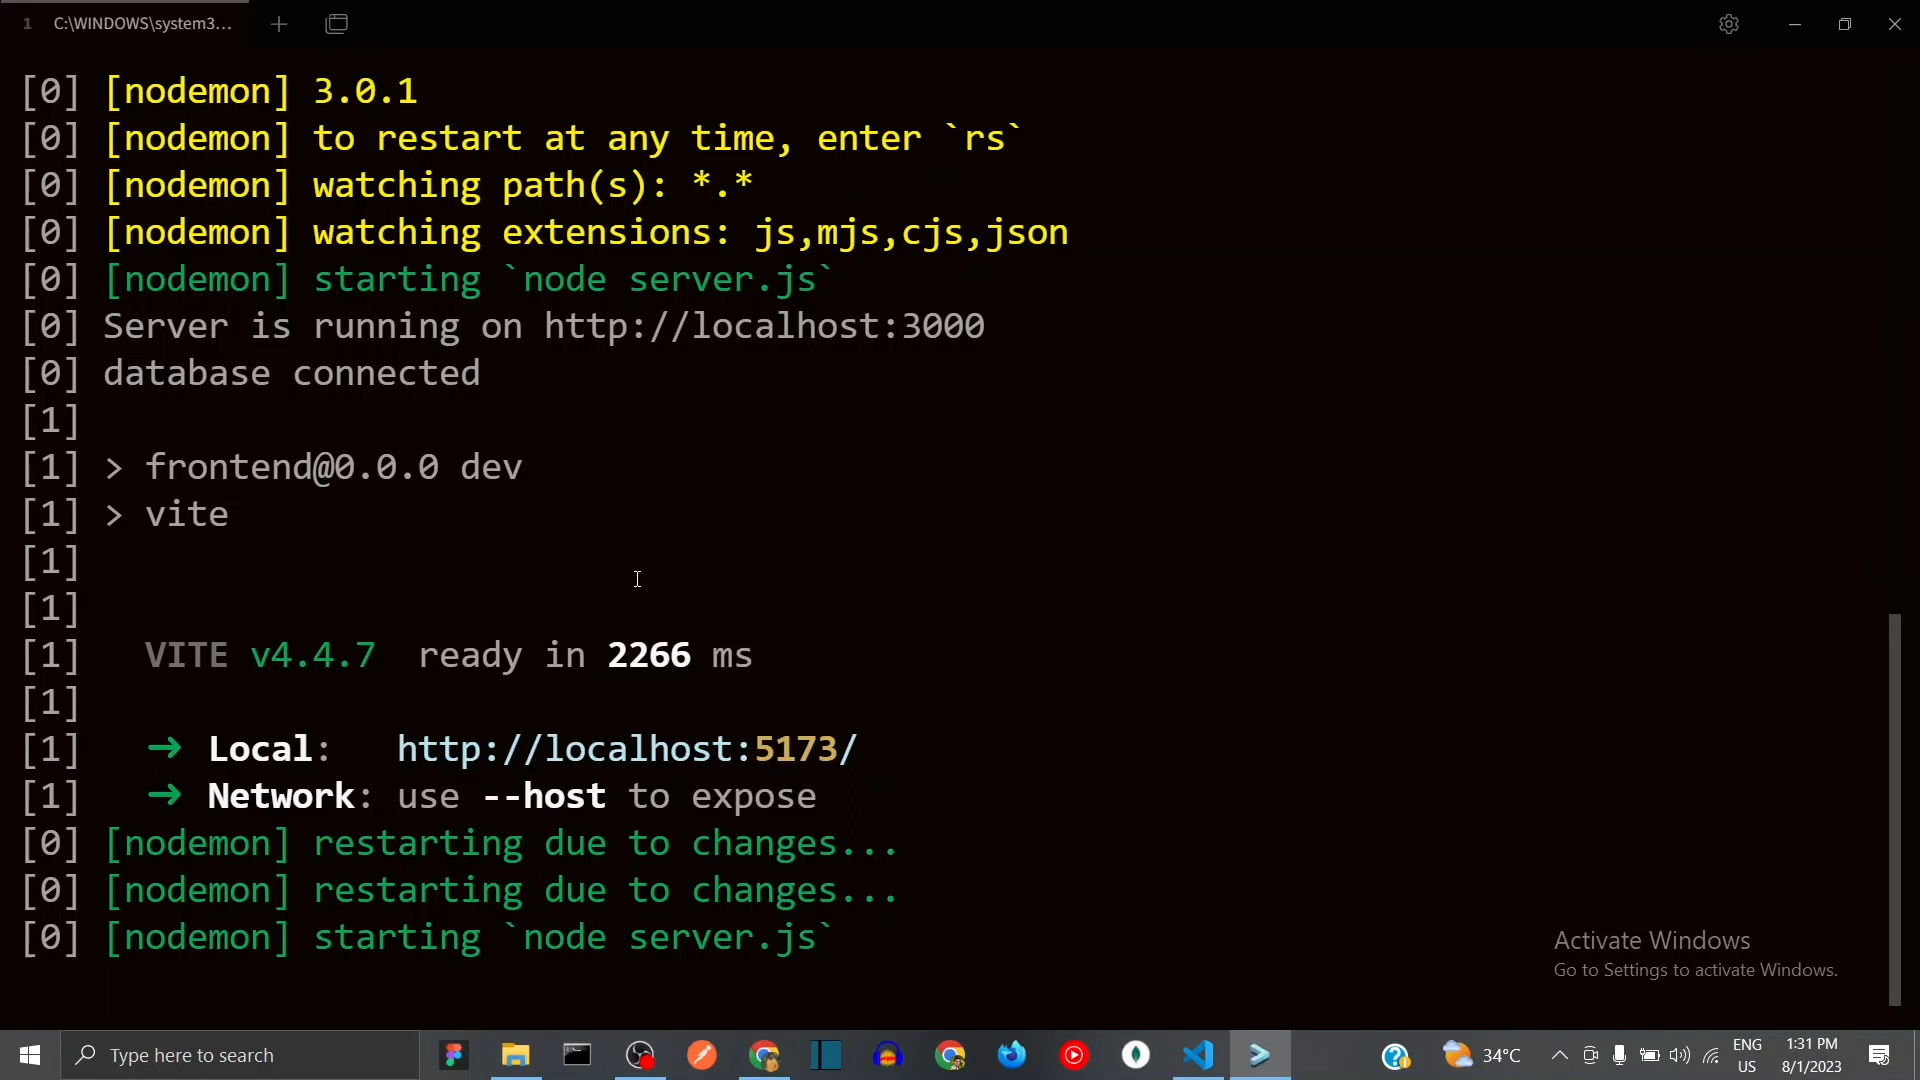 1 C:\WINDOWS\system3...
[0] [nodemon] 3.0.1
[0] [nodemon] to restart at any time, enter `rs`
[0] [nodemon] watching path(s): *.*
[0] [nodemon] watching extensions: js,mjs,cjs,json
[0] [nodemon] starting `node server.js`
[0] Server is running on http://localhost:3000
[0] database connected
[1]
[1] > frontend@0.0.0 dev
[1] > vite
[1]
[1]
[1] VITE v4.4.7 ready in 2266 ms
[1]
[1] ➜ Local: http://localhost:5173/
[1] ➜ Network: use --host to expose
[0] [nodemon] restarting due to changes...
[0] [nodemon] restarting due to changes...
[0] [nodemon] starting `node server.js`
Activate Windows
Go to Settings to activate Windows.
Type here to search
34°C
ENG
US
1:31 PM
8/1/2023